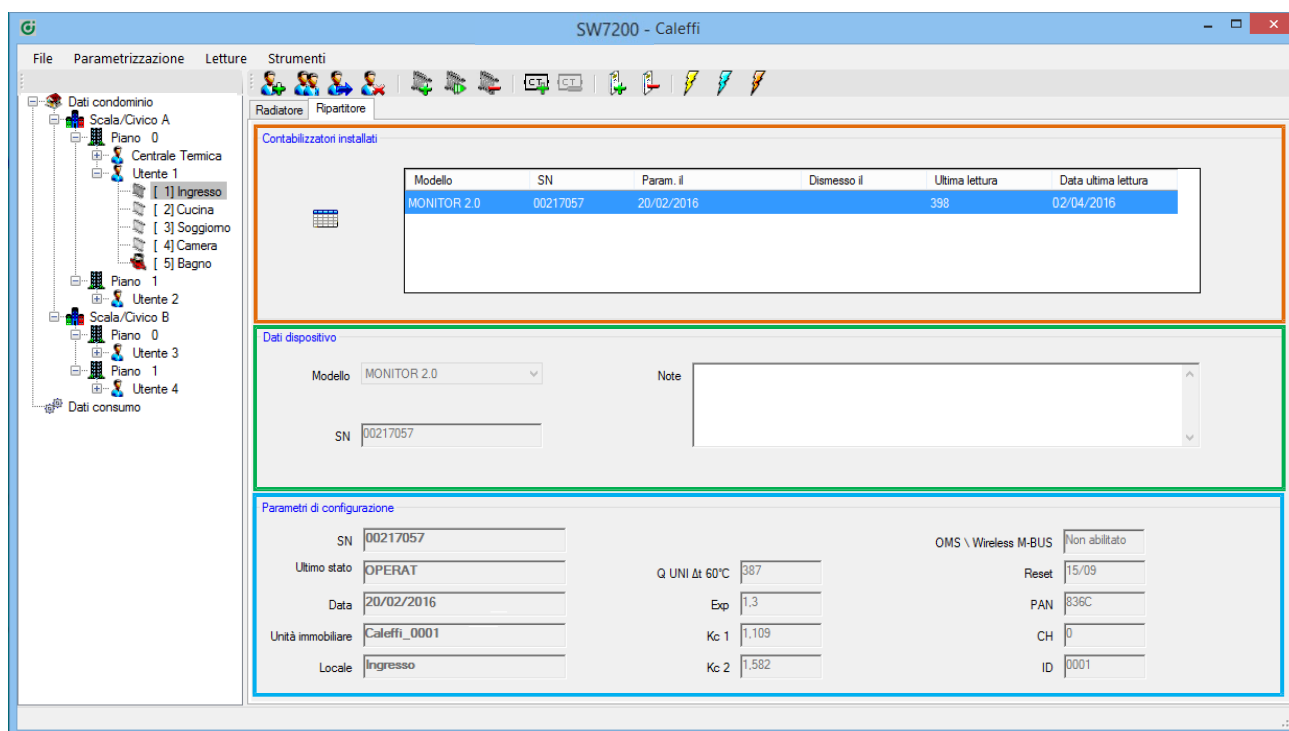 SW7200 - Caleffi
File Parametrizzazione Letture Strumenti
Dati condominio
Scala/Civico A
Piano 0
Centrale Termica
Utente 1
[ 1] Ingresso
[ 2] Cucina
[ 3] Soggiorno
[ 4] Camera
[ 5] Bagno
Piano 1
Utente 2
Scala/Civico B
Piano 0
Utente 3
Piano 1
Utente 4
Dati consumo
CT CT
Radiatore Ripartitore
Contabilizzatori installati
Modello SN Param. il Dismesso il Ultima lettura Data ultima lettura
MONITOR 2.0 00217057 20/02/2016 398 02/04/2016
Dati dispositivo
Modello MONITOR 2.0 Note
SN 00217057
Parametri di configurazione
SN 00217057 OMS \ Wireless M-BUS Non abilitato
Ultimo stato OPERAT Q UNI Δt 60°C 387 Reset 15/09
Data 20/02/2016 Exp 1,3 PAN 836C
Unità immobiliare Caleffi_0001 Kc 1 1,109 CH 0
Locale Ingresso Kc 2 1,582 ID 0001